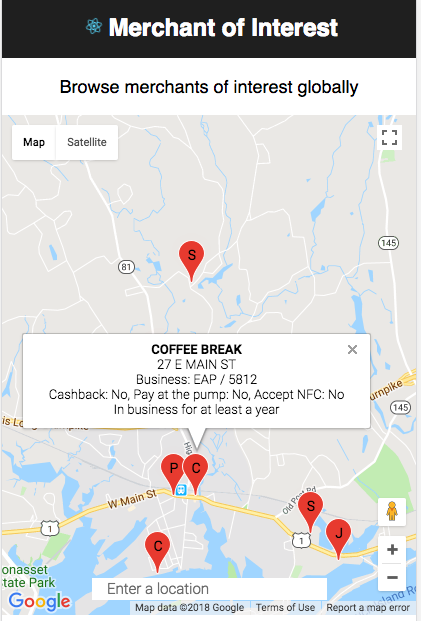 Merchant of Interest
Browse merchants of interest globally
Map Satellite
145
81
S
COFFEE BREAK
27 E MAIN ST
Business: EAP / 5812
Cashback: No, Pay at the pump: No, Accept NFC: No
In business for at least a year
145
P C
W Main St
Old Post Rd
S
1
1
J
C
onasset
tate Park
Enter a location
Google
Map data ©2018 Google Terms of Use Report a map error